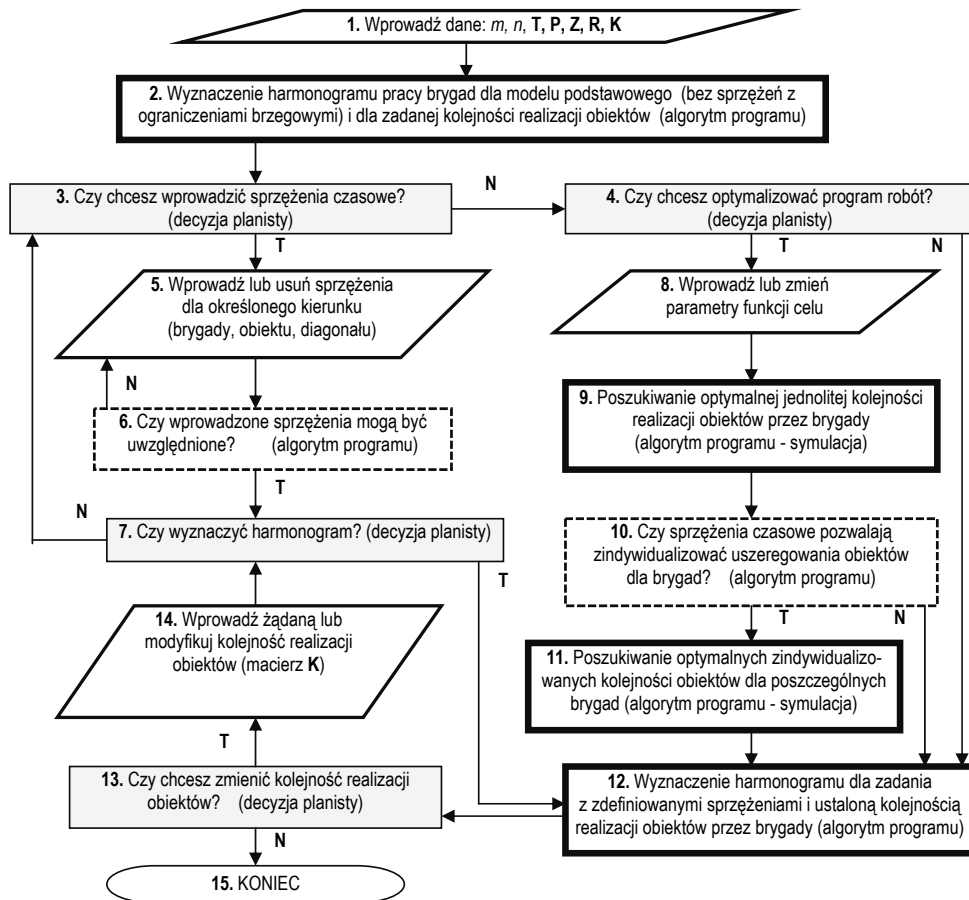 1. Wprowadź dane: m, n, T, P, Z, R, K
2. Wyznaczenie harmonogramu pracy brygad dla modelu podstawowego (bez sprzężeń z
ograniczeniami brzegowymi) i dla zadanej kolejności realizacji obiektów (algorytm programu)
3. Czy chcesz wprowadzić sprzężenia czasowe?
(decyzja planisty)
N
4. Czy chcesz optymalizować program robót?
(decyzja planisty)
T
T
N
5. Wprowadź lub usuń sprzężenia
dla określonego kierunku
(brygady, obiektu, diagonału)
8. Wprowadź lub zmień
parametry funkcji celu
N
6. Czy wprowadzone sprzężenia mogą być
uwzględnione? (algorytm programu)
9. Poszukiwanie optymalnej jednolitej kolejności
realizacji obiektów przez brygady
(algorytm programu - symulacja)
T
N
7. Czy wyznaczyć harmonogram? (decyzja planisty)
T
10. Czy sprzężenia czasowe pozwalają
zindywidualizować uszeregowania obiektów
dla brygad? (algorytm programu)
T
N
14. Wprowadź żądaną lub
modyfikuj kolejność realizacji
obiektów (macierz K)
11. Poszukiwanie optymalnych zindywidualizo-
wanych kolejności obiektów dla poszczególnych
brygad (algorytm programu - symulacja)
T
13. Czy chcesz zmienić kolejność realizacji
obiektów? (decyzja planisty)
12. Wyznaczenie harmonogramu dla zadania
z zdefiniowanymi sprzężeniami i ustaloną kolejnością
realizacji obiektów przez brygady (algorytm programu)
N
15. KONIEC